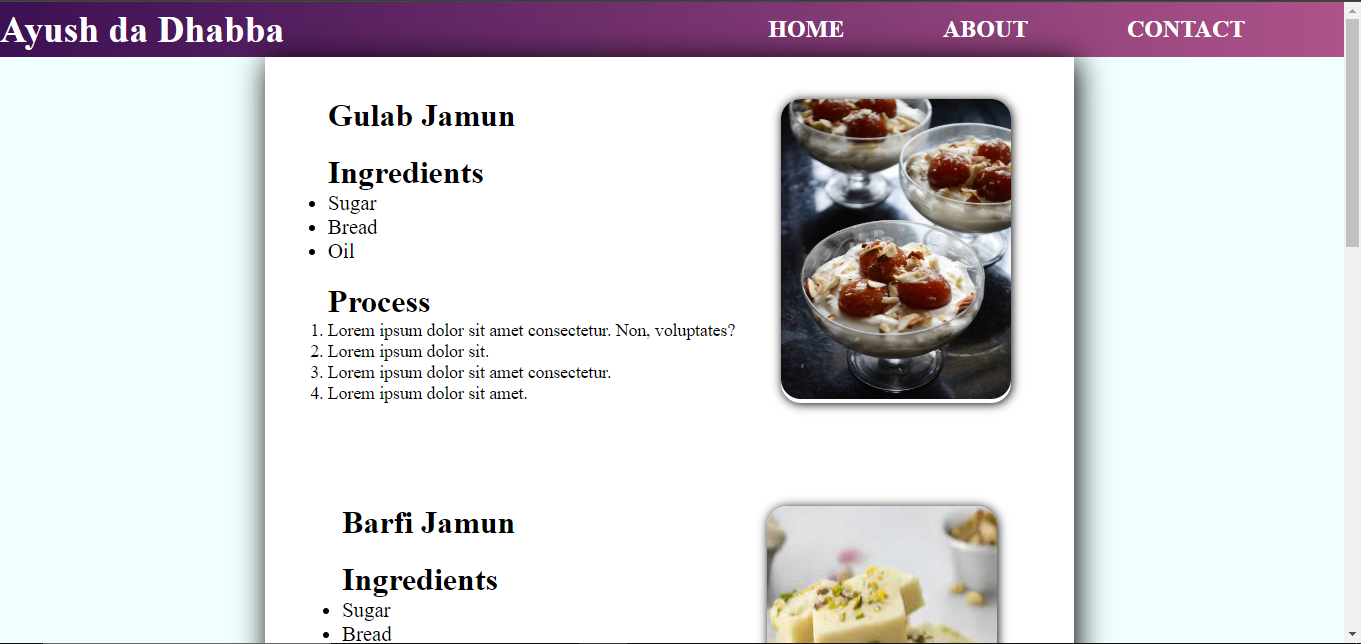 Ayush da Dhabba HOME ABOUT CONTACT
Gulab Jamun
Ingredients
• Sugar
• Bread
• Oil
Process
1. Lorem ipsum dolor sit amet consectetur. Non, voluptates?
2. Lorem ipsum dolor sit.
3. Lorem ipsum dolor sit amet consectetur.
4. Lorem ipsum dolor sit amet.
Barfi Jamun
Ingredients
• Sugar
• Bread